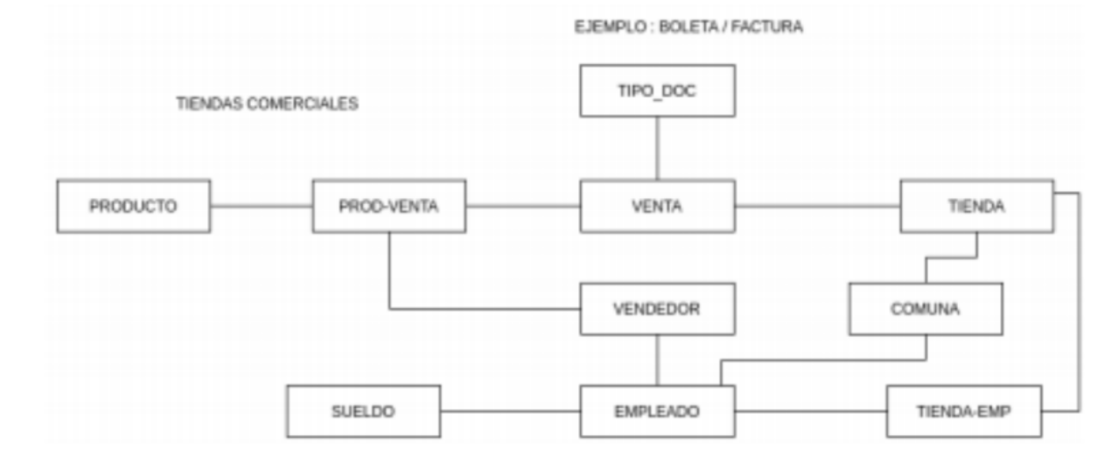 EJEMPLO : BOLETA / FACTURA
TIPO_DOC
TIENDAS COMERCIALES
PRODUCTO
PROD-VENTA
VENTA
TIENDA
VENDEDOR
COMUNA
SUELDO
EMPLEADO
TIENDA-EMP